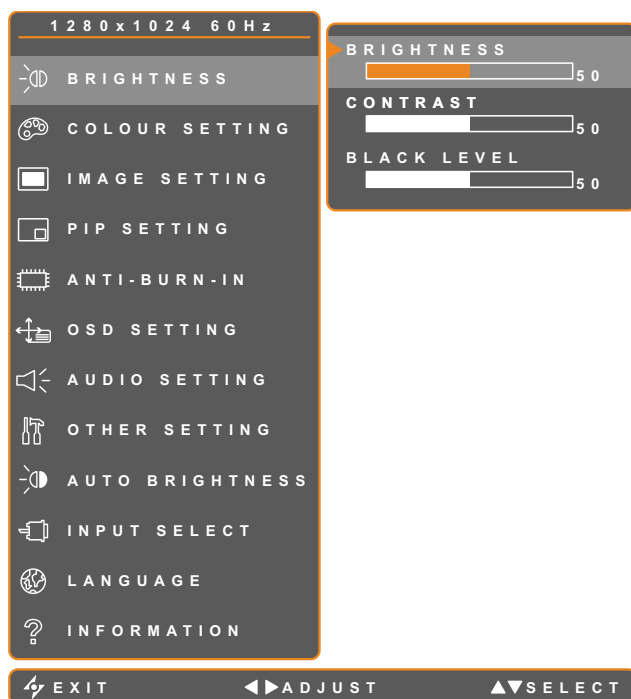 1280x1024 60Hz
BRIGHTNESS
COLOUR SETTING
IMAGE SETTING
PIP SETTING
ANTI-BURN-IN
OSD SETTING
AUDIO SETTING
OTHER SETTING
AUTO BRIGHTNESS
INPUT SELECT
LANGUAGE
INFORMATION
BRIGHTNESS
50
CONTRAST
50
BLACK LEVEL
50
EXIT ◀▶ADJUST ▲▼SELECT